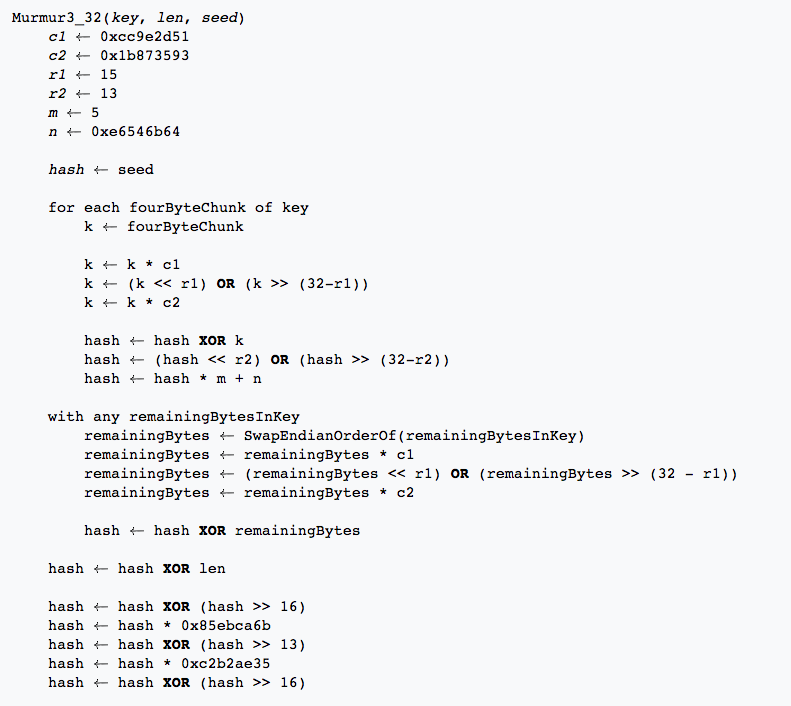 Murmur3_32(key, len, seed)
    c1 ← 0xcc9e2d51
    c2 ← 0x1b873593
    r1 ← 15
    r2 ← 13
    m ← 5
    n ← 0xe6546b64

    hash ← seed

    for each fourByteChunk of key
        k ← fourByteChunk

        k ← k * c1
        k ← (k << r1) OR (k >> (32-r1))
        k ← k * c2

        hash ← hash XOR k
        hash ← (hash << r2) OR (hash >> (32-r2))
        hash ← hash * m + n

    with any remainingBytesInKey
        remainingBytes ← SwapEndianOrderOf(remainingBytesInKey)
        remainingBytes ← remainingBytes * c1
        remainingBytes ← (remainingBytes << r1) OR (remainingBytes >> (32 - r1))
        remainingBytes ← remainingBytes * c2

        hash ← hash XOR remainingBytes

    hash ← hash XOR len

    hash ← hash XOR (hash >> 16)
    hash ← hash * 0x85ebca6b
    hash ← hash XOR (hash >> 13)
    hash ← hash * 0xc2b2ae35
    hash ← hash XOR (hash >> 16)